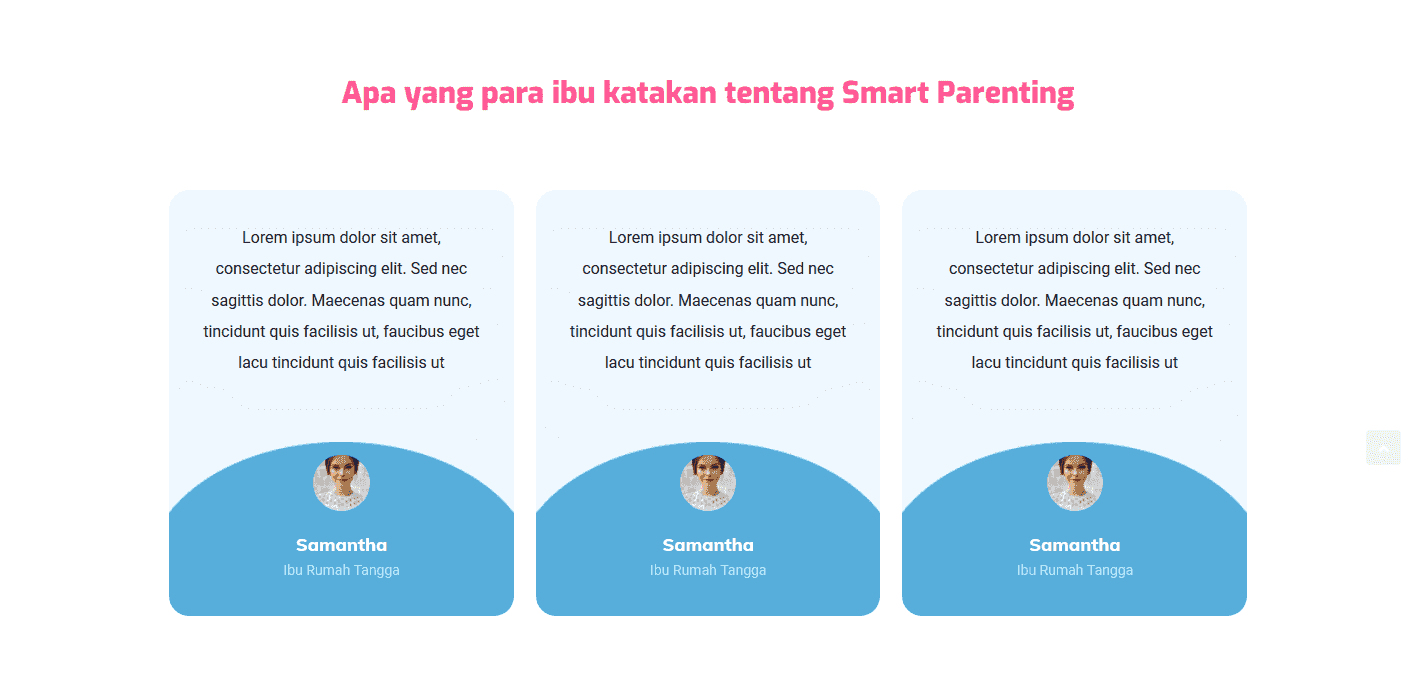 Apa yang para ibu katakan tentang Smart Parenting
Lorem ipsum dolor sit amet,
consectetur adipiscing elit. Sed nec
sagittis dolor. Maecenas quam nunc,
tincidunt quis facilisis ut, faucibus eget
lacu tincidunt quis facilisis ut
Samantha
Ibu Rumah Tangga
Lorem ipsum dolor sit amet,
consectetur adipiscing elit. Sed nec
sagittis dolor. Maecenas quam nunc,
tincidunt quis facilisis ut, faucibus eget
lacu tincidunt quis facilisis ut
Samantha
Ibu Rumah Tangga
Lorem ipsum dolor sit amet,
consectetur adipiscing elit. Sed nec
sagittis dolor. Maecenas quam nunc,
tincidunt quis facilisis ut, faucibus eget
lacu tincidunt quis facilisis ut
Samantha
Ibu Rumah Tangga